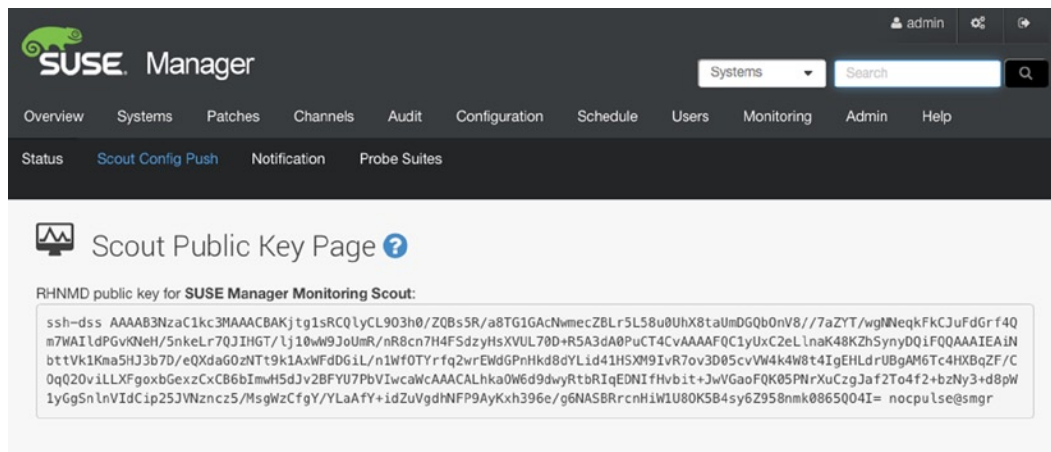 admin
SUSE. Manager
Systems Search
Overview Systems Patches Channels Audit Configuration Schedule Users Monitoring Admin Help
Status Scout Config Push Notification Probe Suites
Scout Public Key Page ?
RHNMD public key for SUSE Manager Monitoring Scout:
ssh-dss AAAAB3NzaC1kc3MAAACBAKjtg1sRCQlyCL9O3h0/ZQBs5R/a8TG1GAcNwmecZBLr5L58u0UhX8taUmDGQbOnV8//7aZYT/wgNNeqkFkCJuFdGrf4Q
m7WAIldPGvKNeH/5nkeLr7QJIHGT/lj10wW9JoUmR/nR8cn7H4FSdzyHsXVUL70D+R5A3dA0PuCT4CvAAAAFQC1yUxC2eLlnaK48KZhSynyDQiFQQAAAIEAiN
bttVk1Kma5HJ3b7D/eQXdaGOzNTt9k1AxWFdDGiL/n1WfOTYrfq2wrEWdGPnHkd8dYLid41HSXM9IvR7ov3D05cvVW4k4W8t4IgEHLdrUBgAM6Tc4HXBqZF/C
OqQ2OviLLXFgoxbGexzCxCB6bImwH5dJv2BFYU7PbVIwcaWcAAACALhkaOW6d9dwyRtbRIqEDNIfHvbit+JwVGaoFQK05PNrXuCzgJaf2To4f2+bzNy3+d8pW
1yGgSnlnVIdCip25JVNzncz5/MsgWzCfgY/YLaAfY+idZuVgdhNFP9AyKxh396e/g6NASBRrcnHiW1U8OK5B4sy6Z958nmk0865QO4I= nocpulse@smgr